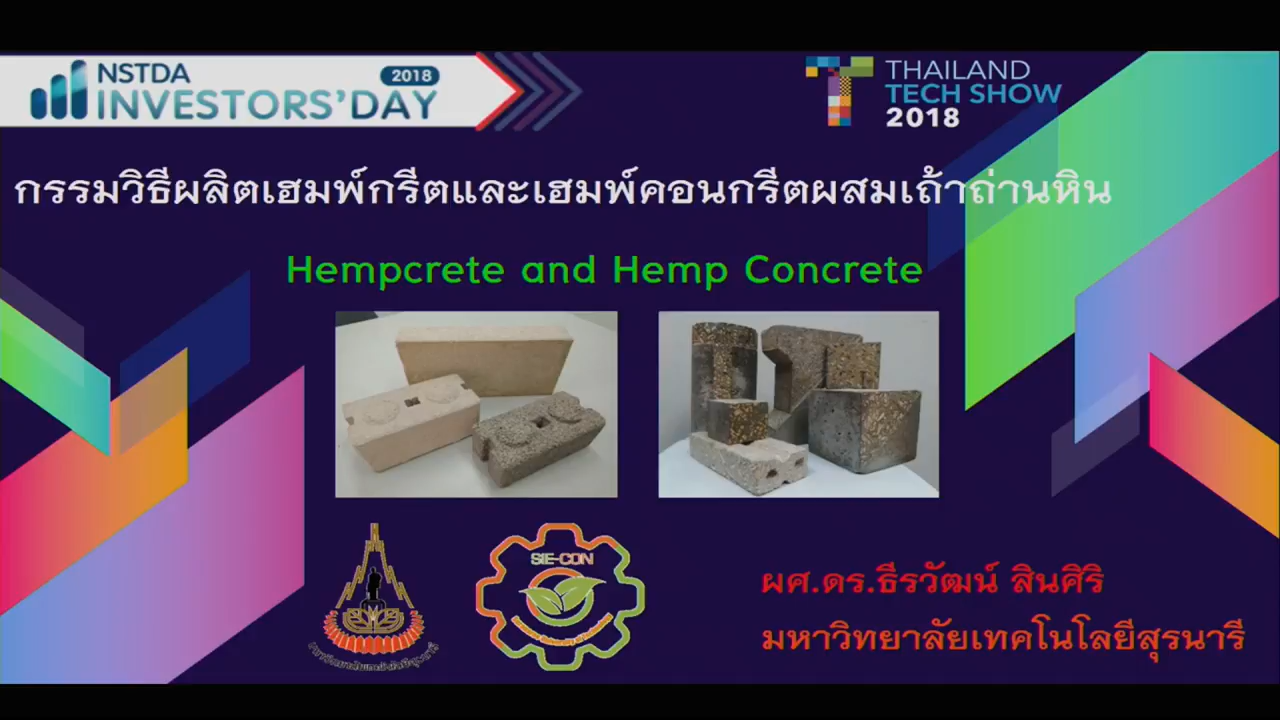 NSTDA
2018
INVESTORS'DAY
THAILAND
TECH SHOW
2018
กรรมวิธีผลิตเฮมพ์กรีตและเฮมพ์คอนกรีตผสมเถ้าถ่านหิน
Hempcrete and Hemp Concrete
SIE-CON
ผศ.ดร.ธีรวัฒน์ สินศิริ
มหาวิทยาลัยเทคโนโลยีสุรนารี